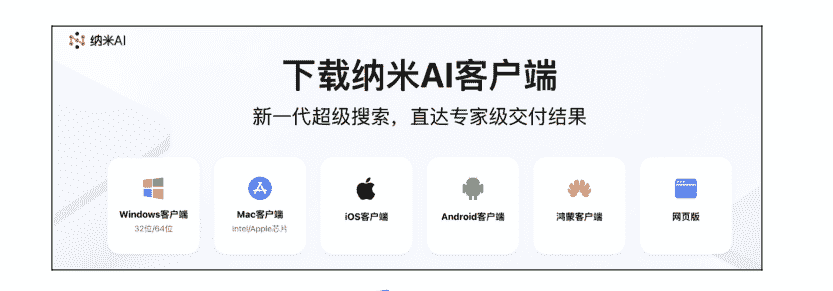 纳米AI
下载纳米AI客户端
新一代超级搜索，直达专家级交付结果
Windows客户端
32位/64位
Mac客户端
Intel/Apple芯片
iOS客户端
Android客户端
鸿蒙客户端
网页版